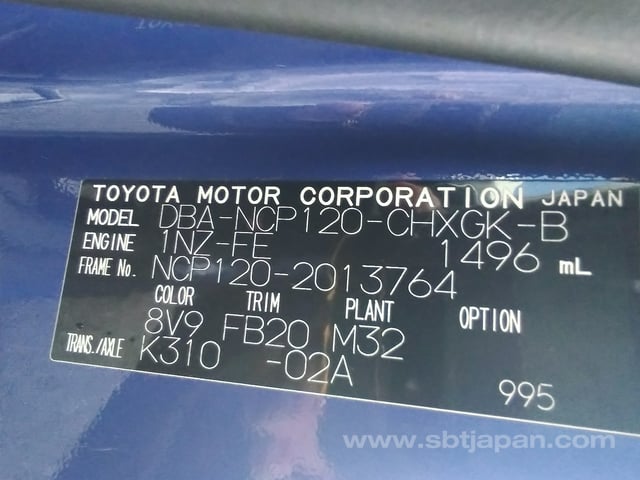 TOYOTA MOTOR CORPORATION JAPAN
MODEL DBA-NCP120-CHXGK-B
ENGINE 1NZ-FE 1496 mL
FRAME No. NCP120-2013764
COLOR TRIM PLANT OPTION
8V9 FB20 M32
TRANS./AXLE K310 -02A
995
www.sbtjapan.com